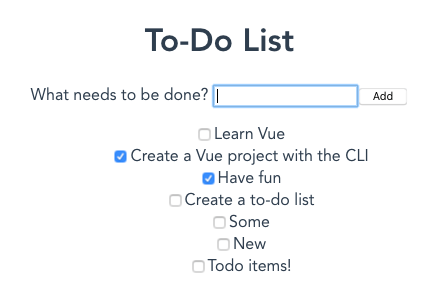 To-Do List
What needs to be done? Add
Learn Vue
Create a Vue project with the CLI
Have fun
Create a to-do list
Some
New
Todo items!